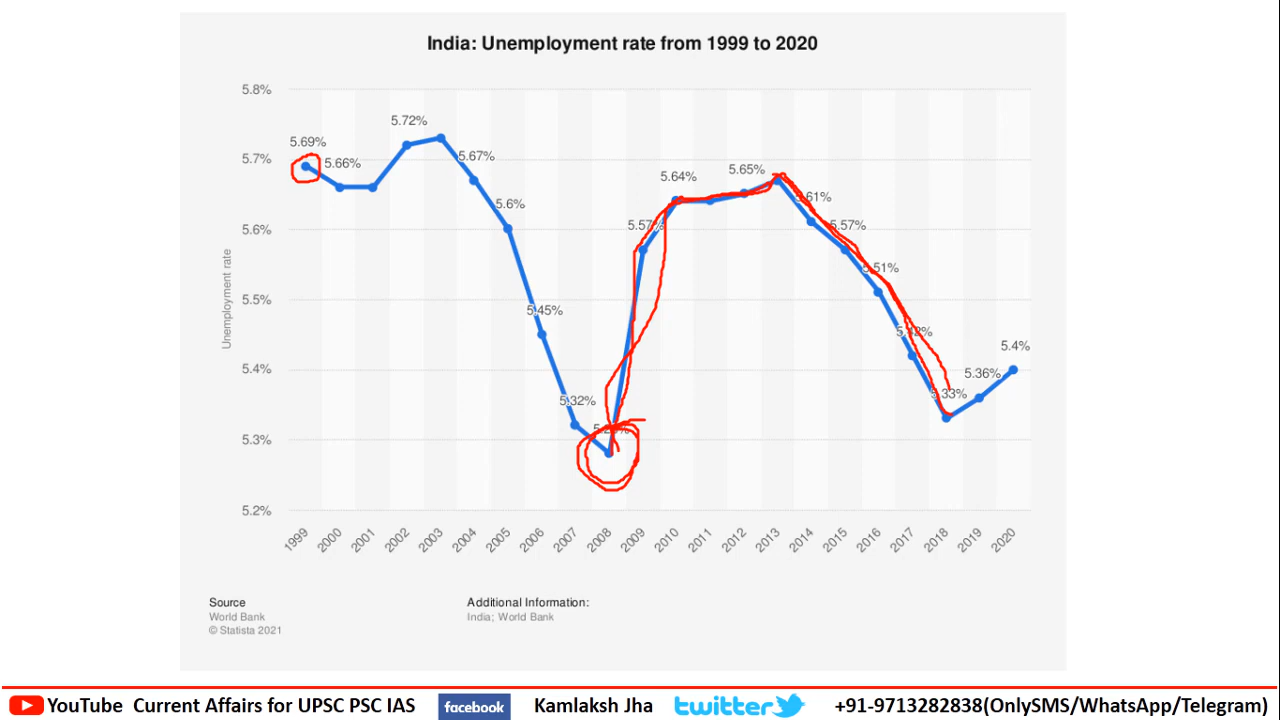 India: Unemployment rate from 1999 to 2020
Unemployment rate
5.8%
5.7%
5.6%
5.5%
5.4%
5.3%
5.2%
5.69%
5.66%
5.72%
5.67%
5.6%
5.45%
5.32%
5.57%
5.64%
5.65%
5.61%
5.57%
5.51%
5.42%
5.33%
5.36%
5.4%
1999 2000 2001 2002 2003 2004 2005 2006 2007 2008 2009 2010 2011 2012 2013 2014 2015 2016 2017 2018 2019 2020
Source
World Bank
© Statista 2021
Additional Information:
India; World Bank
YouTube Current Affairs for UPSC PSC IAS facebook Kamlaksh Jha twitter +91-9713282838(OnlySMS/WhatsApp/Telegram)